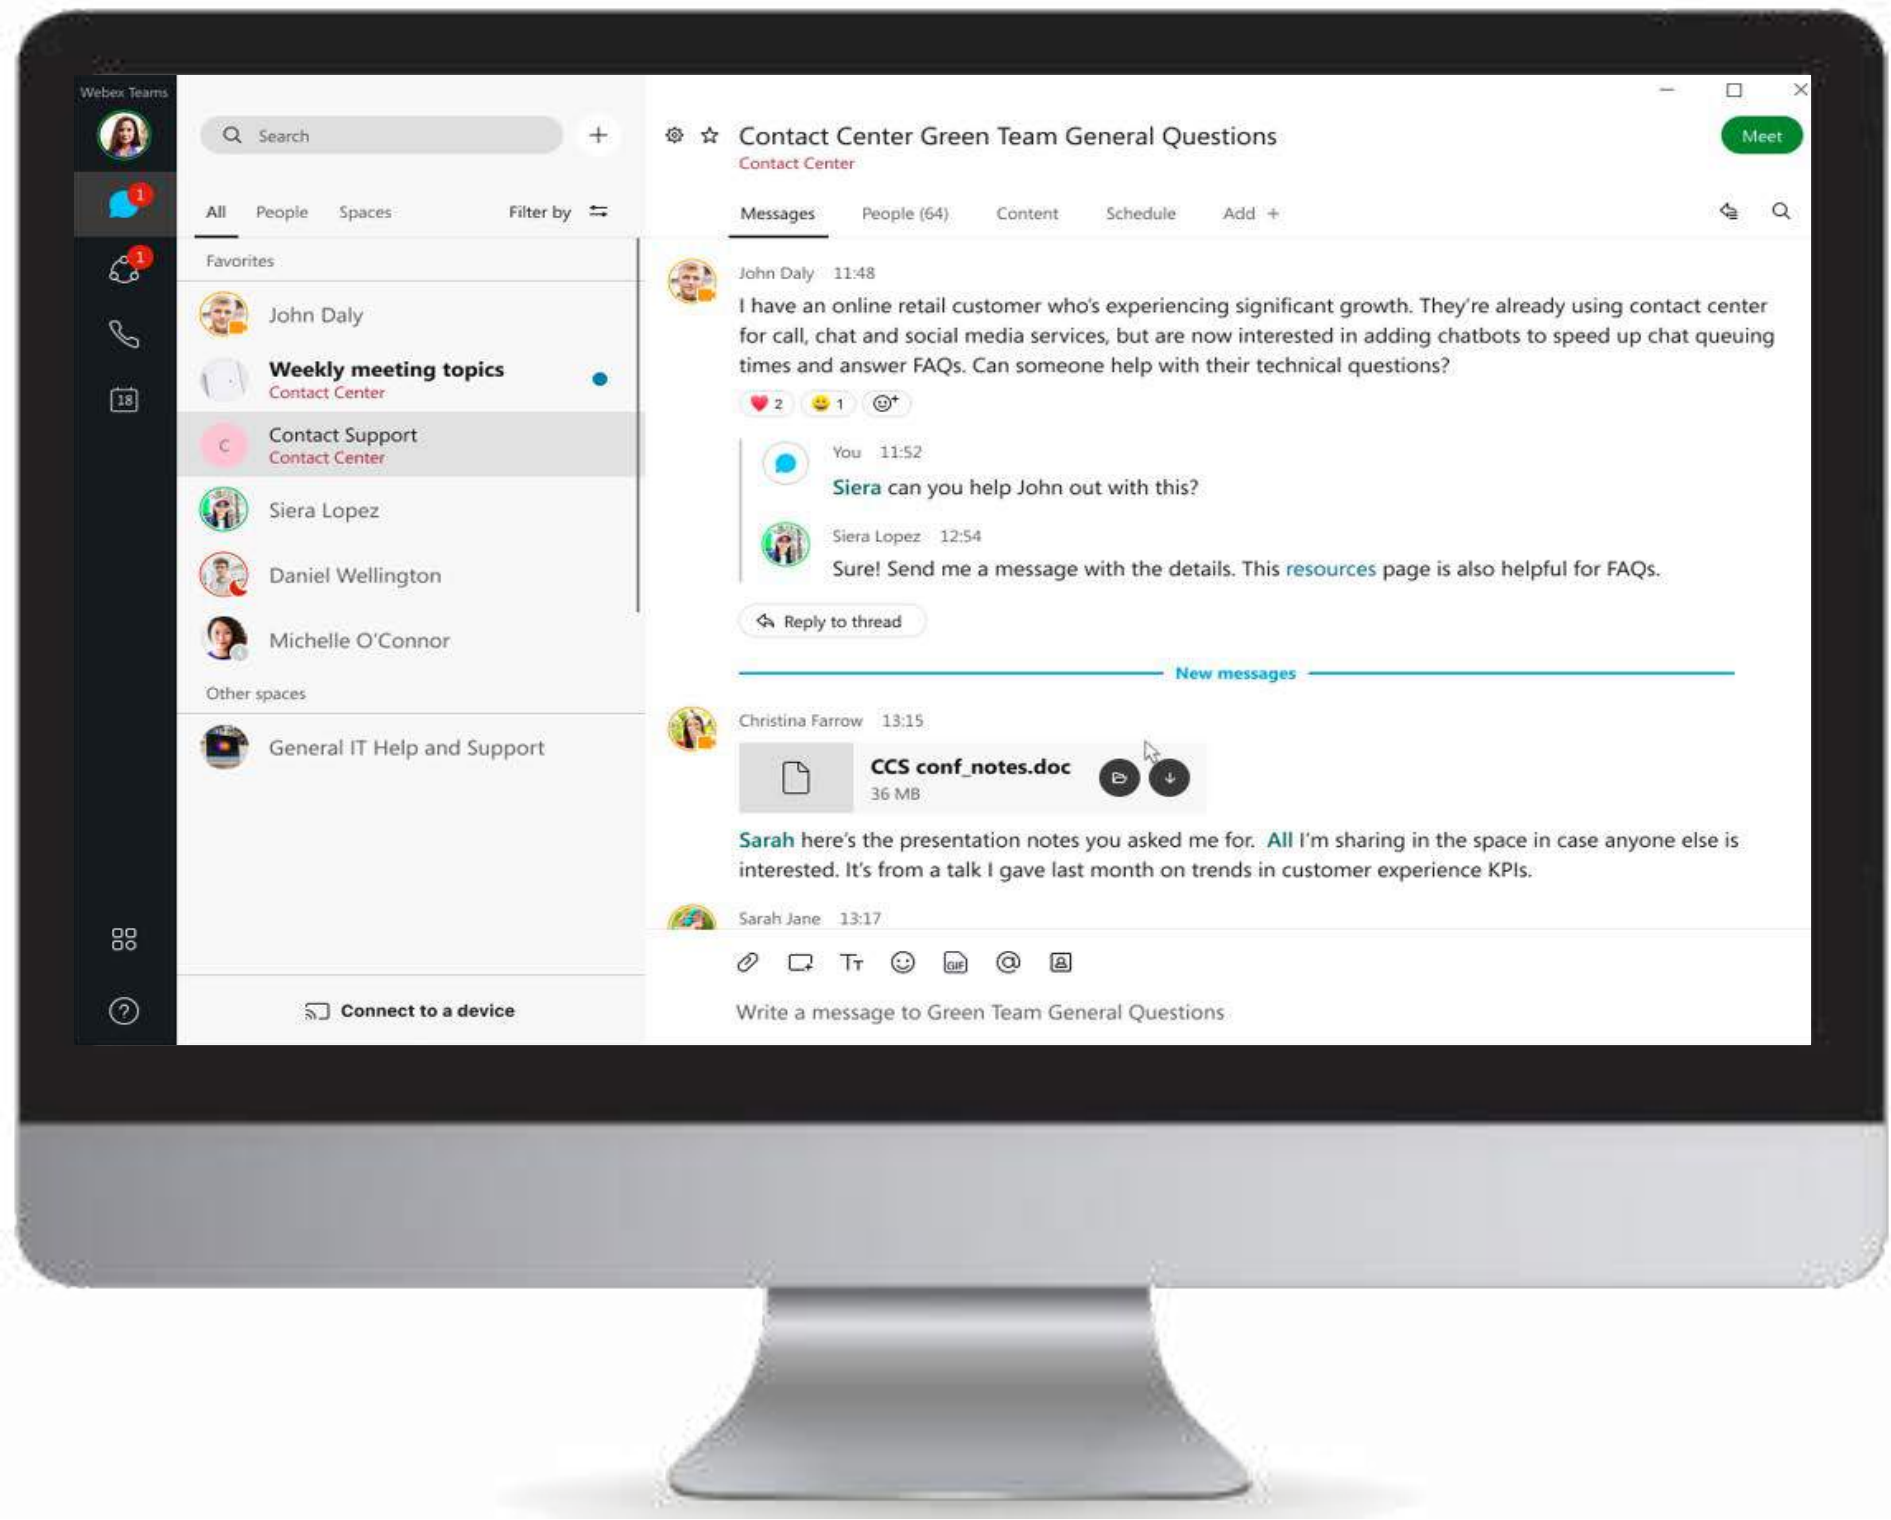 Webex Teams
1
1
18
Search
All
People
Spaces
Filter by
Favorites
John Daly
Weekly meeting topics
Contact Center
C
Contact Support
Contact Center
Siera Lopez
Daniel Wellington
Michelle O'Connor
Other spaces
General IT Help and Support
Connect to a device
Contact Center Green Team General Questions
Contact Center
Meet
Messages
People (64)
Content
Schedule
Add +
John Daly 11:48
I have an online retail customer who's experiencing significant growth. They're already using contact center
for call, chat and social media services, but are now interested in adding chatbots to speed up chat queuing
times and answer FAQs. Can someone help with their technical questions?
2
1
You 11:52
Siera can you help John out with this?
Siera Lopez 12:54
Sure! Send me a message with the details. This resources page is also helpful for FAQs.
Reply to thread
New messages
Christina Farrow 13:15
CCS conf_notes.doc
36 MB
Sarah here's the presentation notes you asked me for. All I'm sharing in the space in case anyone else is
interested. It's from a talk I gave last month on trends in customer experience KPIs.
Sarah Jane 13:17
GIF
Write a message to Green Team General Questions